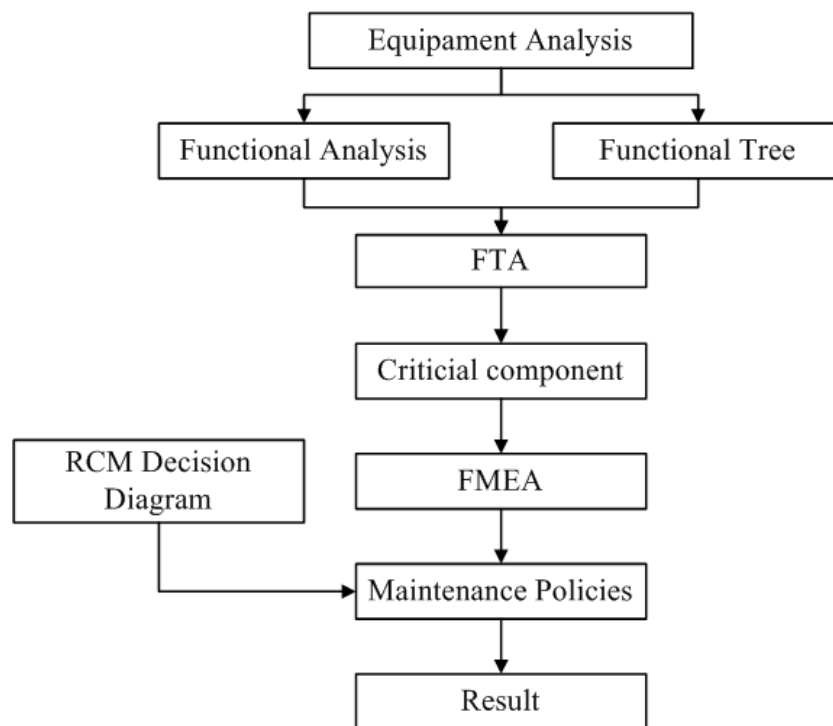 Equipament Analysis
Functional Analysis
Functional Tree
FTA
Criticial component
RCM Decision
Diagram
FMEA
Maintenance Policies
Result